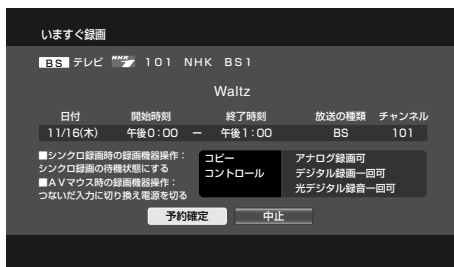 いますぐ録画
BS テレビ NHK 101 NHK BS1
Waltz
日付 開始時刻 終了時刻 放送の種類 チャンネル
11/16(木) 午後0:00 － 午後1:00 BS 101
■シンクロ録画時の録画機器操作：
シンクロ録画の待機状態にする
■AVマウス時の録画機器操作：
つないだ入力に切り換え電源を切る
コピー
コントロール
アナログ録画可
デジタル録画一回可
光デジタル録音一回可
予約確定 中止